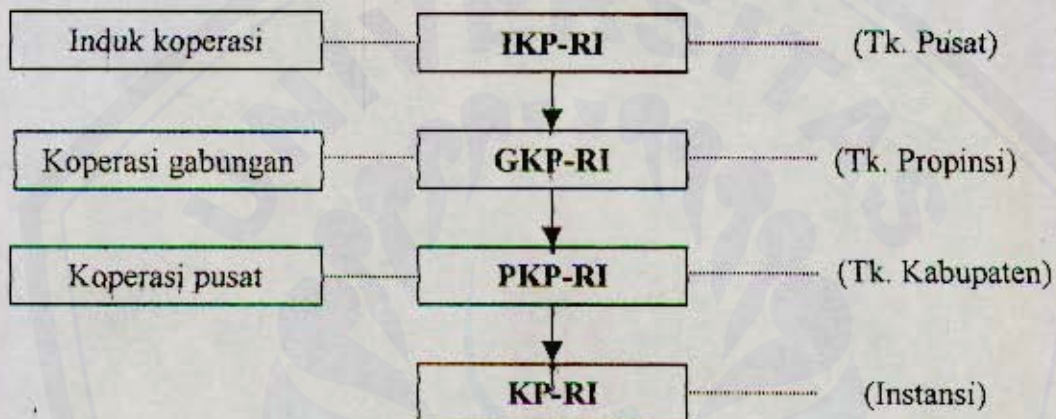 Induk koperasi IKP-RI (Tk. Pusat)
Koperasi gabungan GKP-RI (Tk. Propinsi)
Koperasi pusat PKP-RI (Tk. Kabupaten)
KP-RI (Instansi)